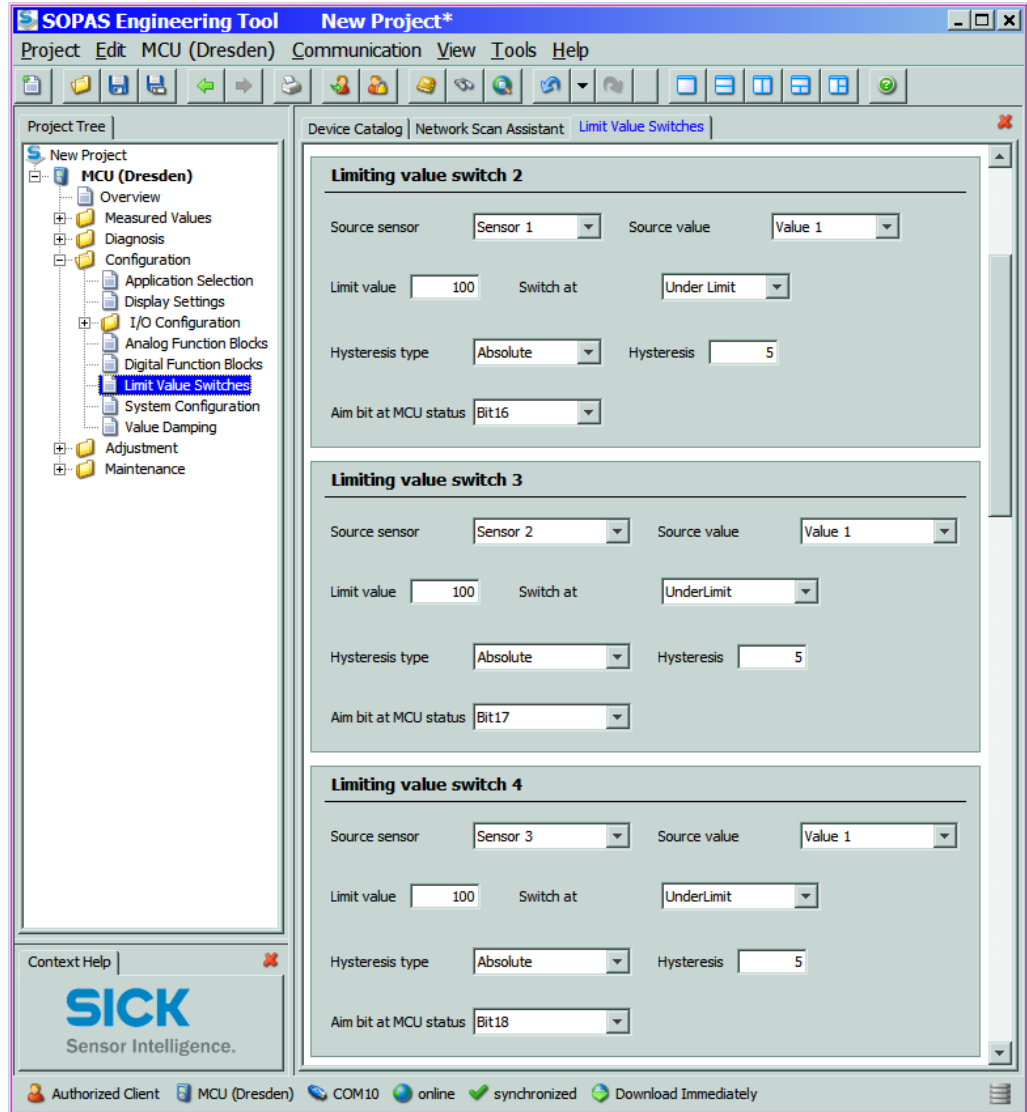 SOPAS Engineering Tool New Project*
Project Edit MCU (Dresden) Communication View Tools Help
Project Tree
New Project
MCU (Dresden)
Overview
Measured Values
Diagnosis
Configuration
Application Selection
Display Settings
I/O Configuration
Analog Function Blocks
Digital Function Blocks
Limit Value Switches
System Configuration
Value Damping
Adjustment
Maintenance
Context Help
SICK
Sensor Intelligence.
Device Catalog Network Scan Assistant Limit Value Switches
Limiting value switch 2
Source sensor Sensor 1 Source value Value 1
Limit value 100 Switch at Under Limit
Hysteresis type Absolute Hysteresis 5
Aim bit at MCU status Bit16
Limiting value switch 3
Source sensor Sensor 2 Source value Value 1
Limit value 100 Switch at UnderLimit
Hysteresis type Absolute Hysteresis 5
Aim bit at MCU status Bit17
Limiting value switch 4
Source sensor Sensor 3 Source value Value 1
Limit value 100 Switch at UnderLimit
Hysteresis type Absolute Hysteresis 5
Aim bit at MCU status Bit18
Authorized Client MCU (Dresden) COM10 online synchronized Download Immediately